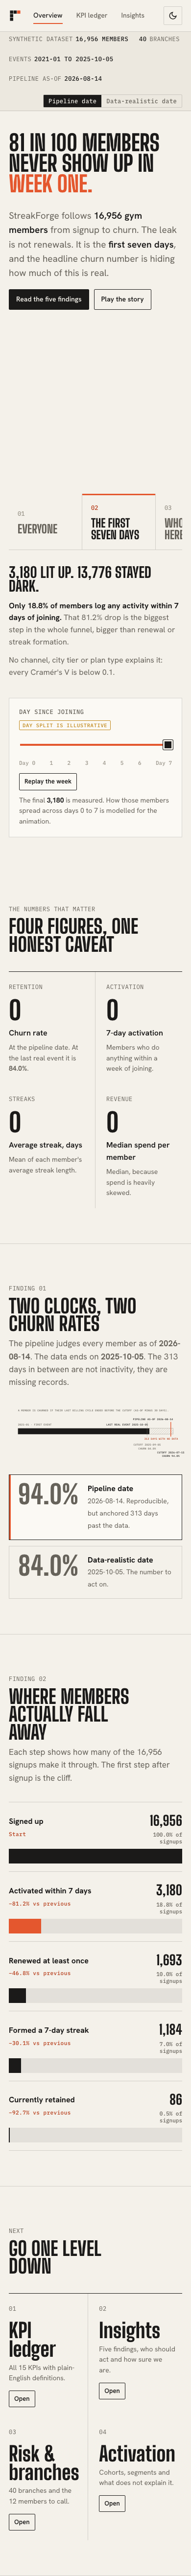 Overview KPI ledger Insights
SYNTHETIC DATASET 16,956 MEMBERS 40 BRANCHES
EVENTS 2021-01 TO 2025-10-05
PIPELINE AS-OF 2026-08-14
Pipeline date Data-realistic date
81 IN 100 MEMBERS
NEVER SHOW UP IN
WEEK ONE.
StreakForge follows 16,956 gym
members from signup to churn. The leak
is not renewals. It is the first seven days,
and the headline churn number is hiding
how much of this is real.
Read the five findings Play the story
01
EVERYONE
02
THE FIRST
SEVEN DAYS
03
3,180 LIT UP. 13,776 STAYED
DARK.
Only 18.8% of members log any activity within 7
days of joining. That 81.2% drop is the biggest
step in the whole funnel, bigger than renewal or
streak formation.
No channel, city tier or plan type explains it:
every Cramér's V is below 0.1.
DAY SINCE JOINING
DAY SPLIT IS ILLUSTRATIVE
Day 0 1 2 3 4 5 6 Day 7
Replay the week
The final 3,180 is measured. How those members
spread across days 0 to 7 is modelled for the
animation.
THE NUMBERS THAT MATTER
FOUR FIGURES, ONE
HONEST CAVEAT
RETENTION
0
Churn rate
At the pipeline date. At
the last real event it is
84.0%.
ACTIVATION
0
7-day activation
Members who do
anything within a
week of joining.
STREAKS
0
Average streak, days
Mean of each member's
average streak length.
REVENUE
0
Median spend per
member
Median, because
spend is heavily
skewed.
FINDING 01
TWO CLOCKS, TWO
CHURN RATES
The pipeline judges every member as of 2026-
08-14. The data ends on 2025-10-05. The 313
days in between are not inactivity, they are
missing records.
94.0%
Pipeline date
2026-08-14. Reproducible,
but anchored 313 days
past the data.
84.0%
Data-realistic date
2025-10-05. The number to
act on.
FINDING 02
WHERE MEMBERS
ACTUALLY FALL
AWAY
Each step shows how many of the 16,956
signups make it through. The first step after
signup is the cliff.
Signed up 16,956
Start 100.0% of
signups
Activated within 7 days 3,180
−81.2% vs previous 18.8% of
signups
Renewed at least once 1,693
−46.8% vs previous 10.0% of
signups
Formed a 7-day streak 1,184
−30.1% vs previous 7.0% of
signups
Currently retained 86
−92.7% vs previous 0.5% of
signups
NEXT
GO ONE LEVEL
DOWN
01
KPI
ledger
All 15 KPIs with plain-
English definitions.
Open
02
Insights
Five findings, who should
act and how sure we
are.
Open
03
Risk &
branches
40 branches and the
12 members to call.
Open
04
Activation
Cohorts, segments and
what does not explain it.
Open